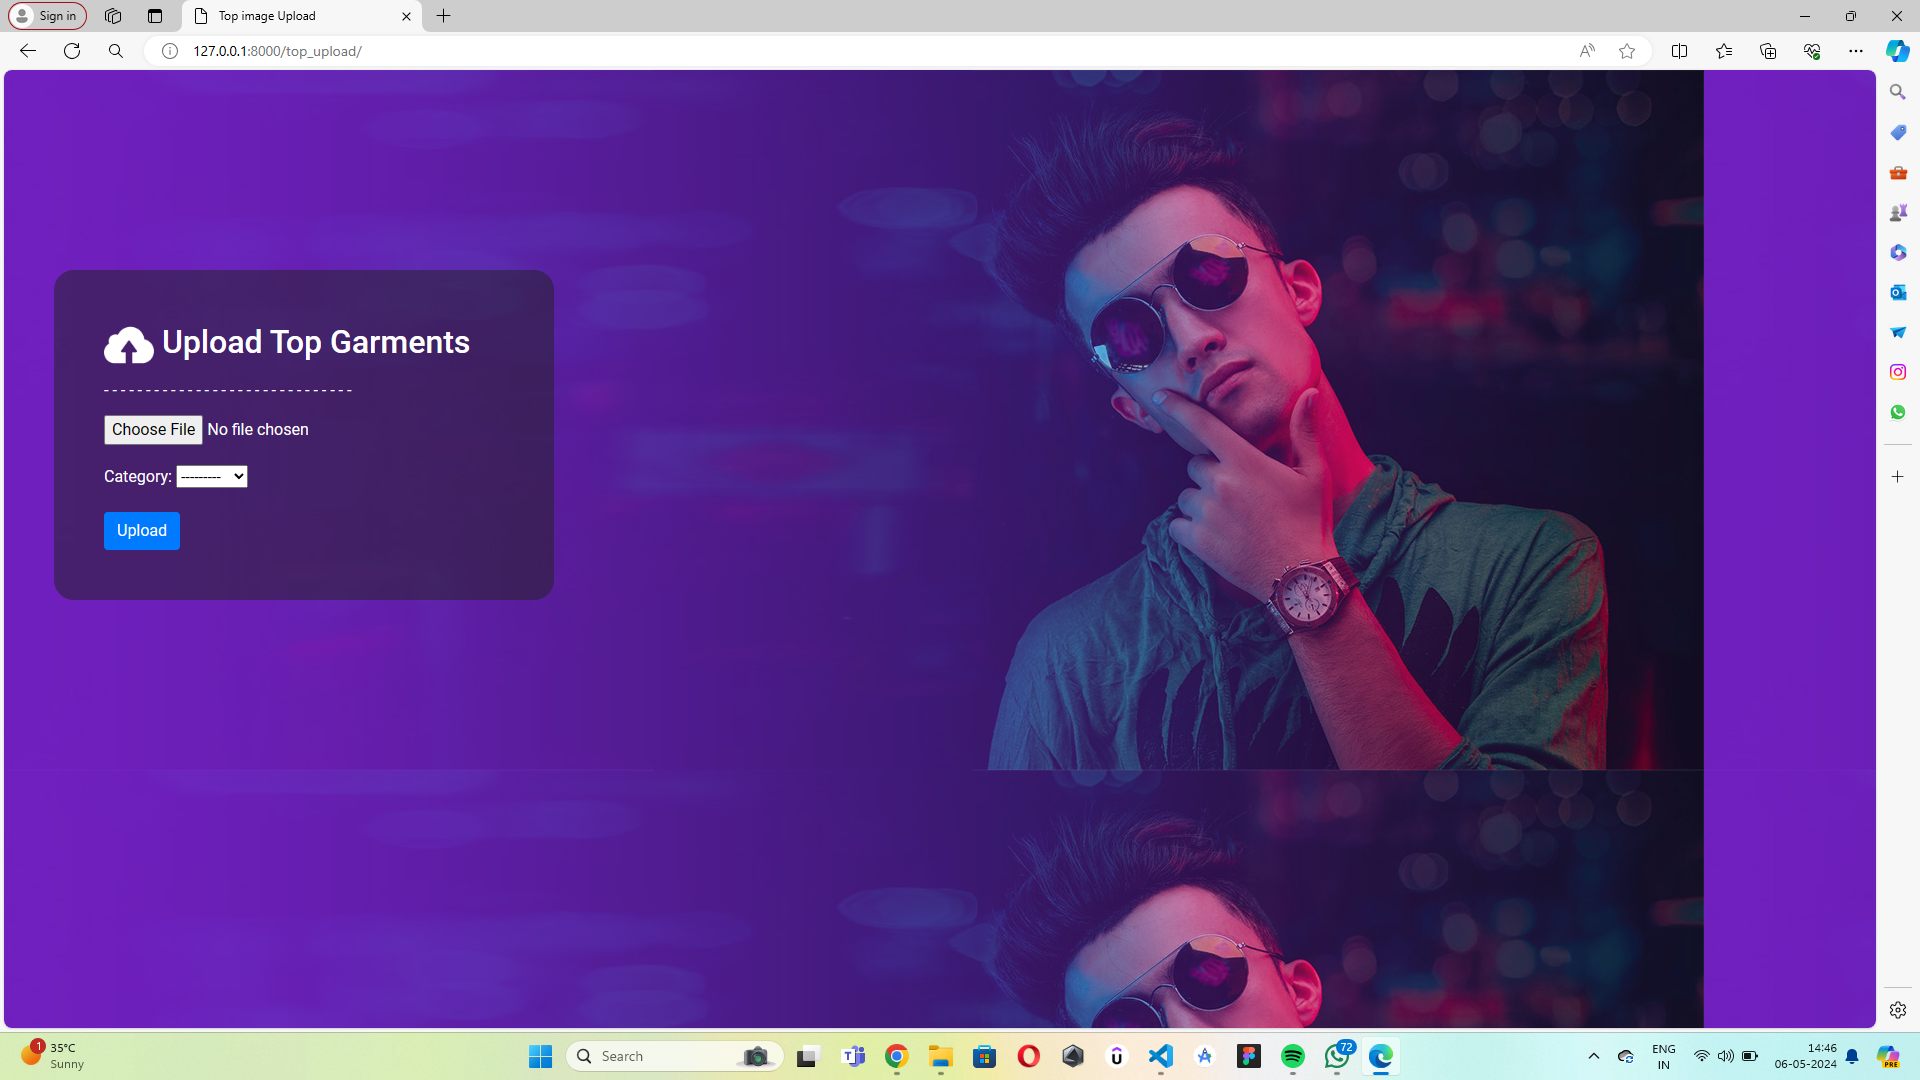 Sign in
Top image Upload
127.0.0.1:8000/top_upload/
Upload Top Garments
------------------------------
Choose File No file chosen
Category: ---------
Upload
1
35°C
Sunny
Search
72
ENG
IN
14:46
06-05-2024
PRE